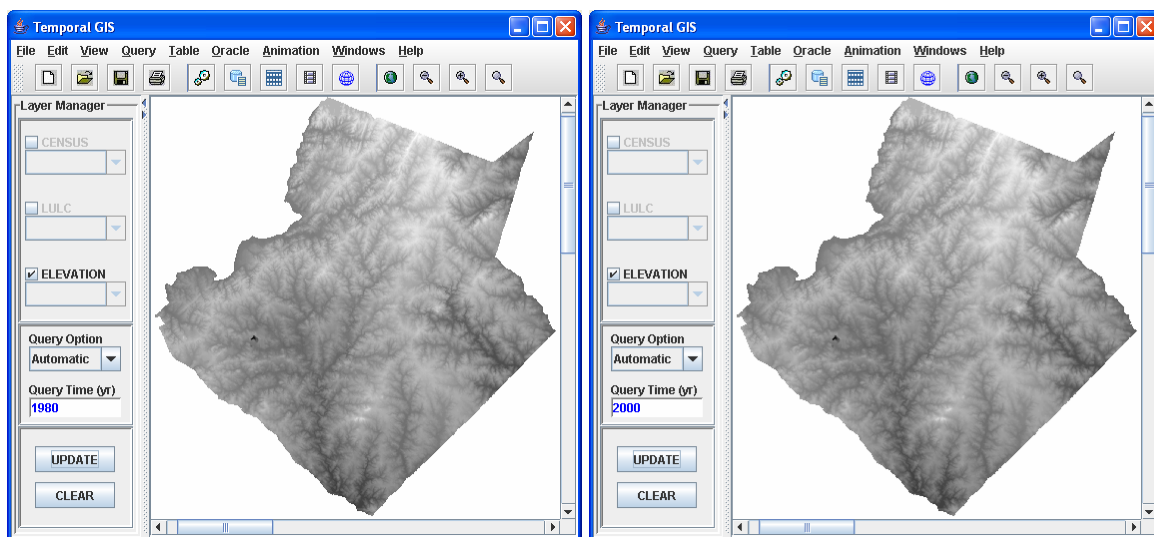 Temporal GIS
File Edit View Query Table Oracle Animation Windows Help
Layer Manager
CENSUS
LULC
ELEVATION
Query Option
Automatic
Query Time (yr)
1980
UPDATE
CLEAR
Temporal GIS
File Edit View Query Table Oracle Animation Windows Help
Layer Manager
CENSUS
LULC
ELEVATION
Query Option
Automatic
Query Time (yr)
2000
UPDATE
CLEAR